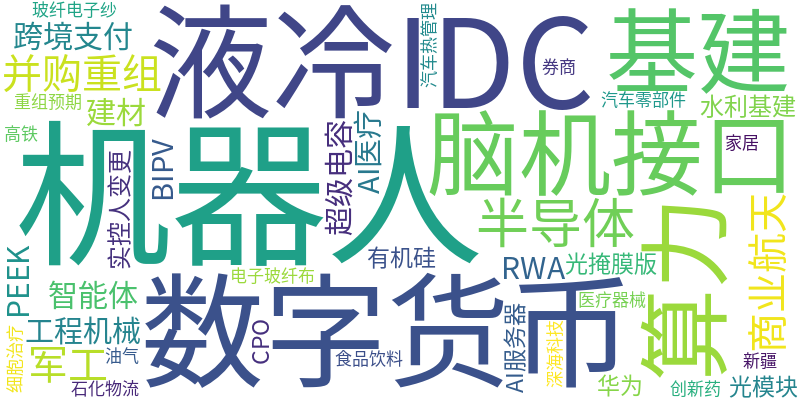 玻纤电子纱
跨境支付
并购重组
重组预期
建材
高铁
液冷IDC
汽车热管理
券商
基建
汽车零部件
水利基建
机器人
脑机接口
家居
实控人变更
BIPV
超级电容
AI医疗
半导体
算力
商业航天
PEEK
智能体
电子玻纤布
有机硅
RWA
光掩膜版
医疗器械
工程机械
数字货币
细胞治疗
军工
油气
石化物流
CPO
食品饮料
AI服务器
深海科技
华为
新疆
创新药
光模块